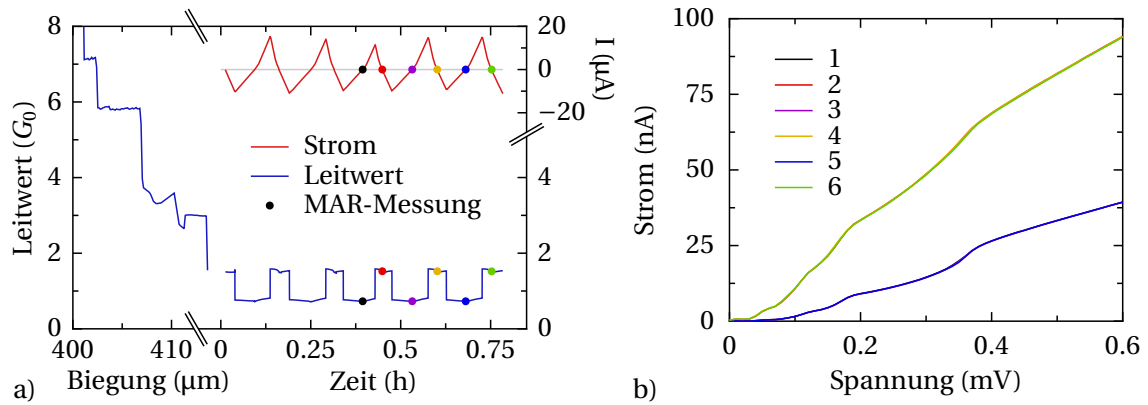 8
6
4
2
0
Leitwert (G0)
400
410
Biegung (µm)
0
0.25
0.5
0.75
Zeit (h)
20
0
−20
I (µA)
4
2
0
Strom
Leitwert
MAR-Messung
a)
100
75
50
25
0
Strom (nA)
1
2
3
4
5
6
0
0.2
0.4
0.6
Spannung (mV)
b)